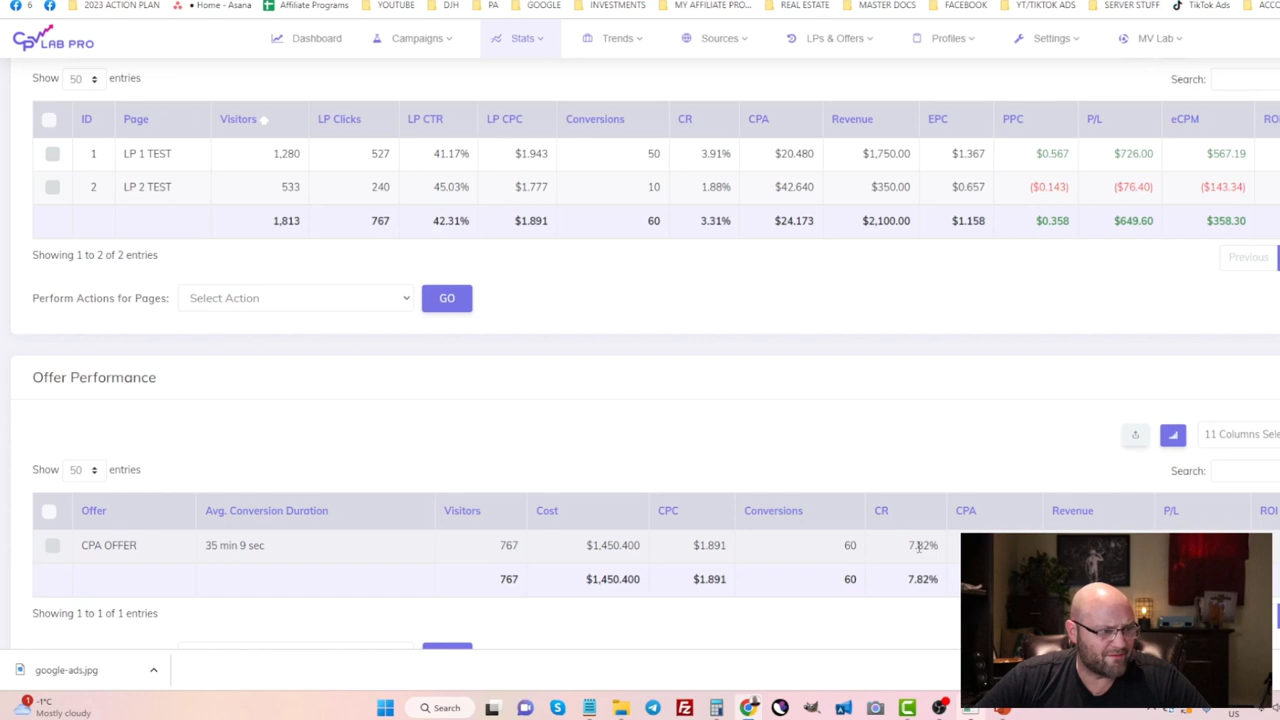 6 2023 ACTION PLAN • Home - Asana Affiliate Programs YOUTUBE DJH PA GOOGLE INVESTMENTS MY AFFILIATE PRO... REAL ESTATE MASTER DOCS FACEBOOK YT/TIKTOK ADS SERVER STUFF TikTok Ads ACCO
CPV LAB PRO Dashboard Campaigns Stats Trends Sources LPs & Offers Profiles Settings MV Lab
Show 50 entries Search:
ID Page Visitors LP Clicks LP CTR LP CPC Conversions CR CPA Revenue EPC PPC P/L eCPM ROI
1 LP 1 TEST 1,280 527 41.17% $1.943 50 3.91% $20.480 $1,750.00 $1.367 $0.567 $726.00 $567.19
2 LP 2 TEST 533 240 45.03% $1.777 10 1.88% $42.640 $350.00 $0.657 ($0.143) ($76.40) ($143.34)
1,813 767 42.31% $1.891 60 3.31% $24.173 $2,100.00 $1.158 $0.358 $649.60 $358.30
Showing 1 to 2 of 2 entries Previous
Perform Actions for Pages: Select Action GO
Offer Performance
11 Columns Sele
Show 50 entries Search:
Offer Avg. Conversion Duration Visitors Cost CPC Conversions CR CPA Revenue P/L ROI
CPA OFFER 35 min 9 sec 767 $1,450.400 $1.891 60 7.82%
767 $1,450.400 $1.891 60 7.82%
Showing 1 to 1 of 1 entries
google-ads.jpg
1 -1°C
Mostly cloudy
Search
US